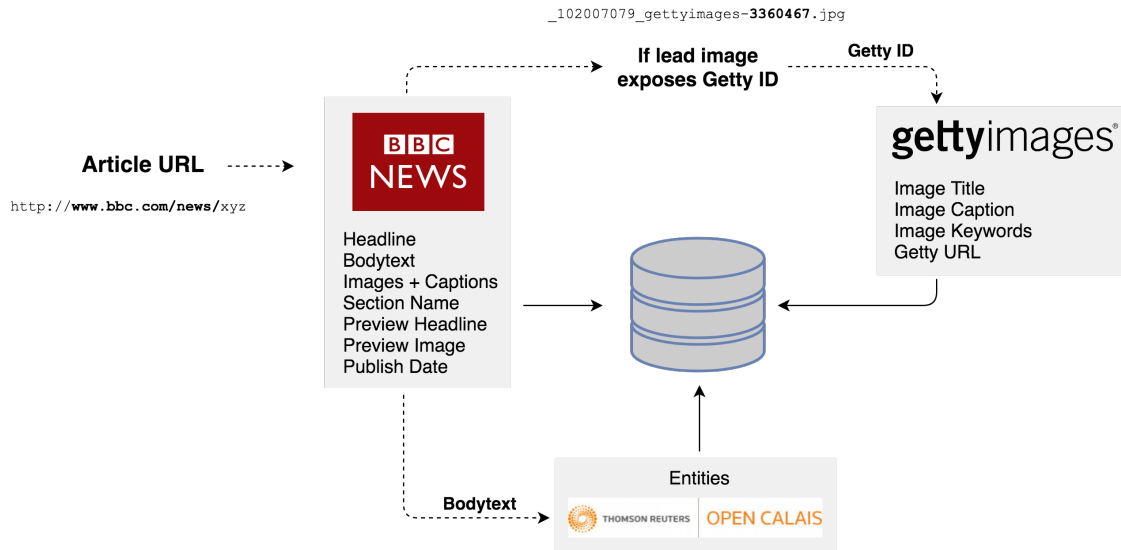 _102007079_gettyimages-3360467.jpg
If lead image
exposes Getty ID
Getty ID
BBC
NEWS
gettyimages®
Article URL
http://www.bbc.com/news/xyz
Image Title
Image Caption
Image Keywords
Getty URL
Headline
Bodytext
Images + Captions
Section Name
Preview Headline
Preview Image
Publish Date
Bodytext
Entities
THOMSON REUTERS
OPEN CALAIS